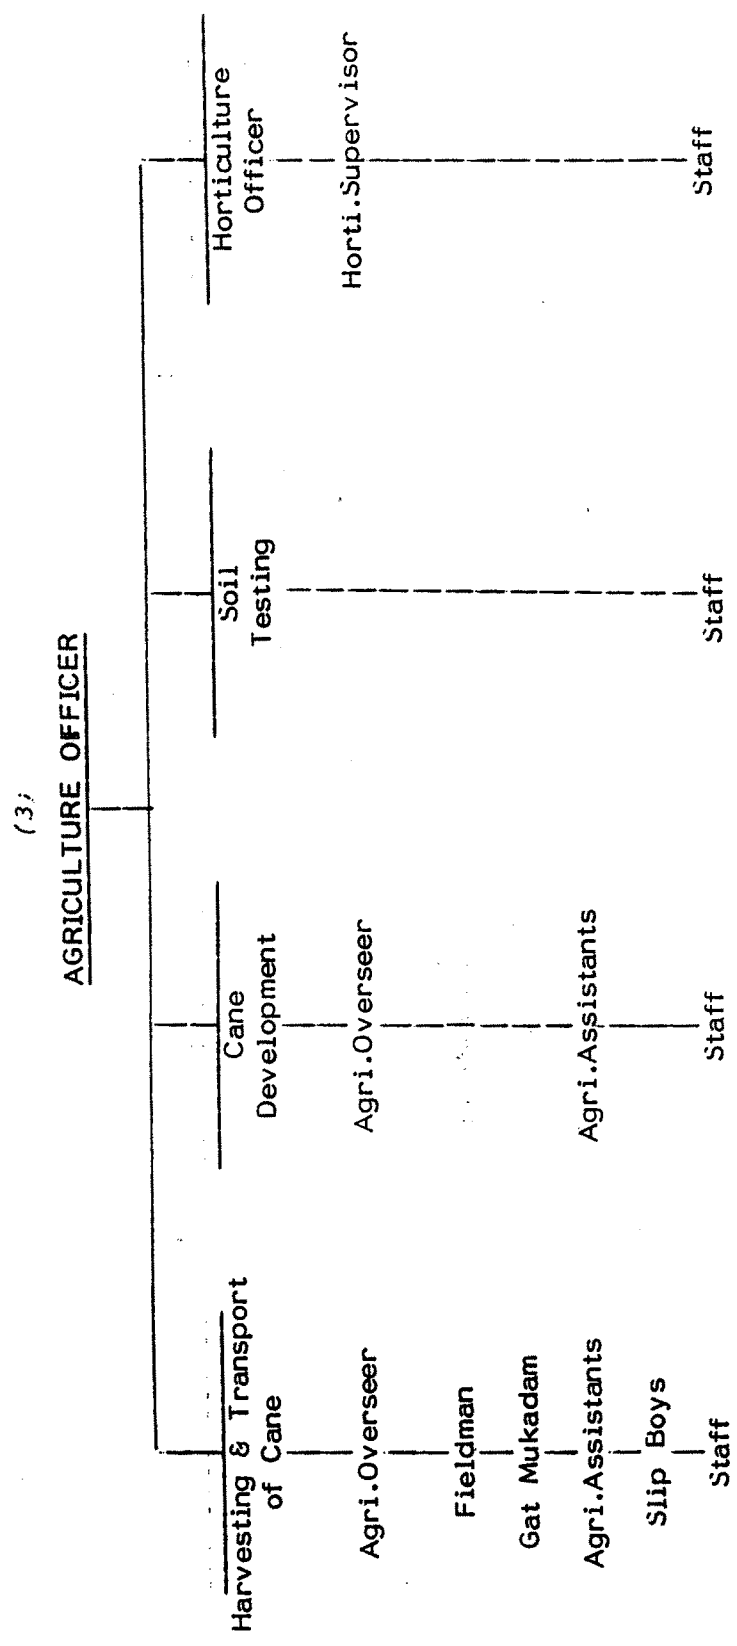 (3)
AGRICULTURE OFFICER
Harvesting & Transport
of Cane
Agri.Overseer
Fieldman
Gat Mukadam
Agri.Assistants
Slip Boys
Staff
Cane
Development
Agri.Overseer
Agri.Assistants
Staff
Soil
Testing
Staff
Horticulture
Officer
Horti.Supervisor
Staff